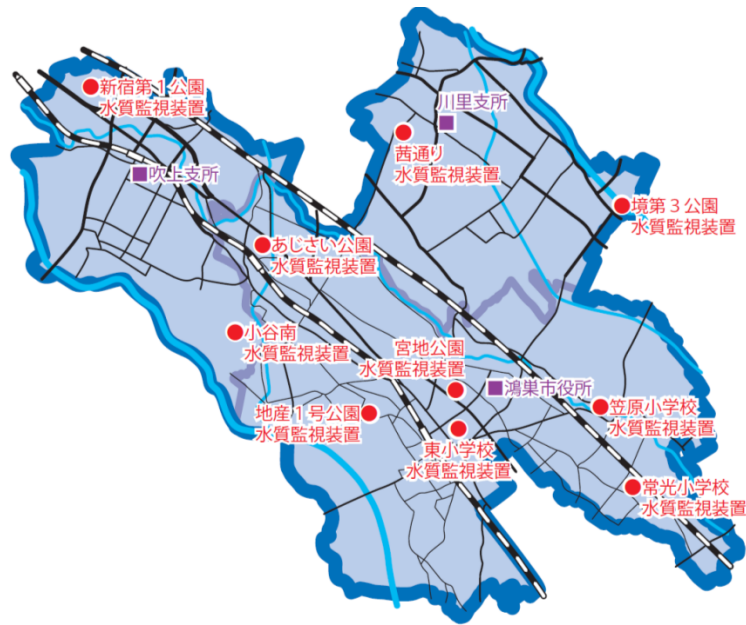 新宿第１公園
水質監視装置
川里支所
茜通り
水質監視装置
吹上支所
境第３公園
水質監視装置
あじさい公園
水質監視装置
小谷南
水質監視装置
宮地公園
水質監視装置
鴻巣市役所
地産１号公園
水質監視装置
笠原小学校
水質監視装置
東小学校
水質監視装置
常光小学校
水質監視装置